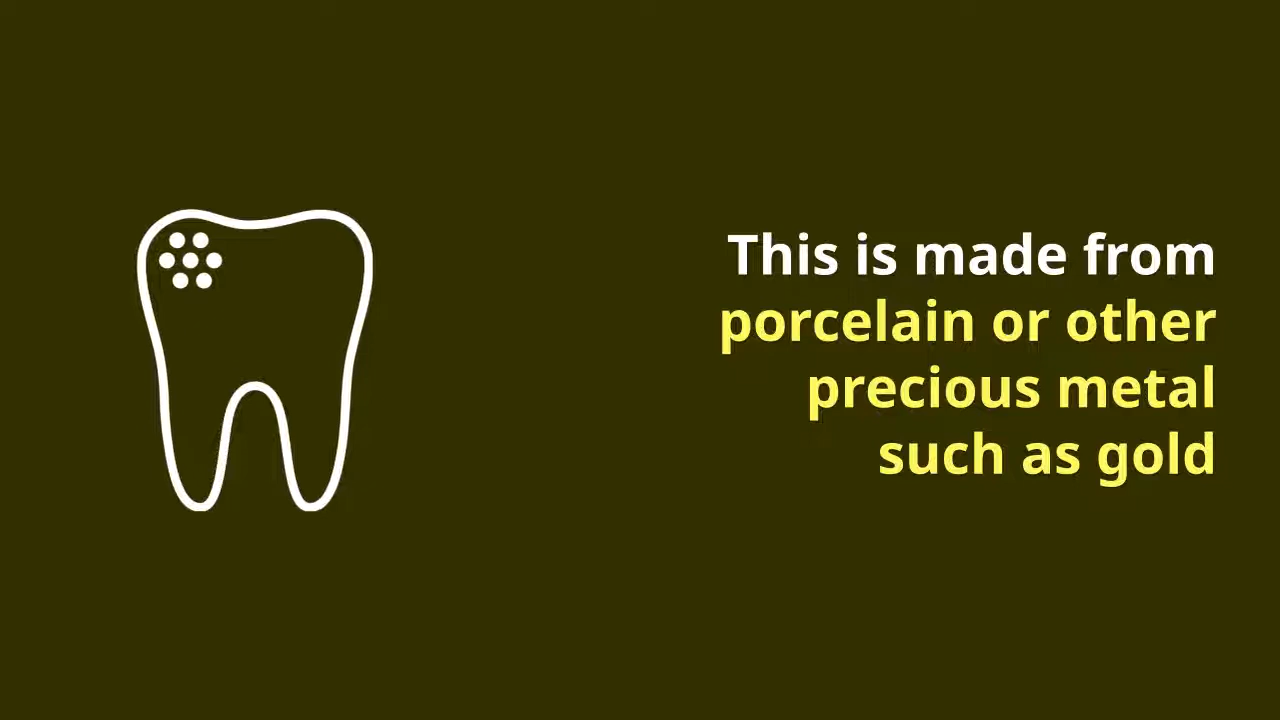 This is made from
porcelain or other
precious metal
such as gold